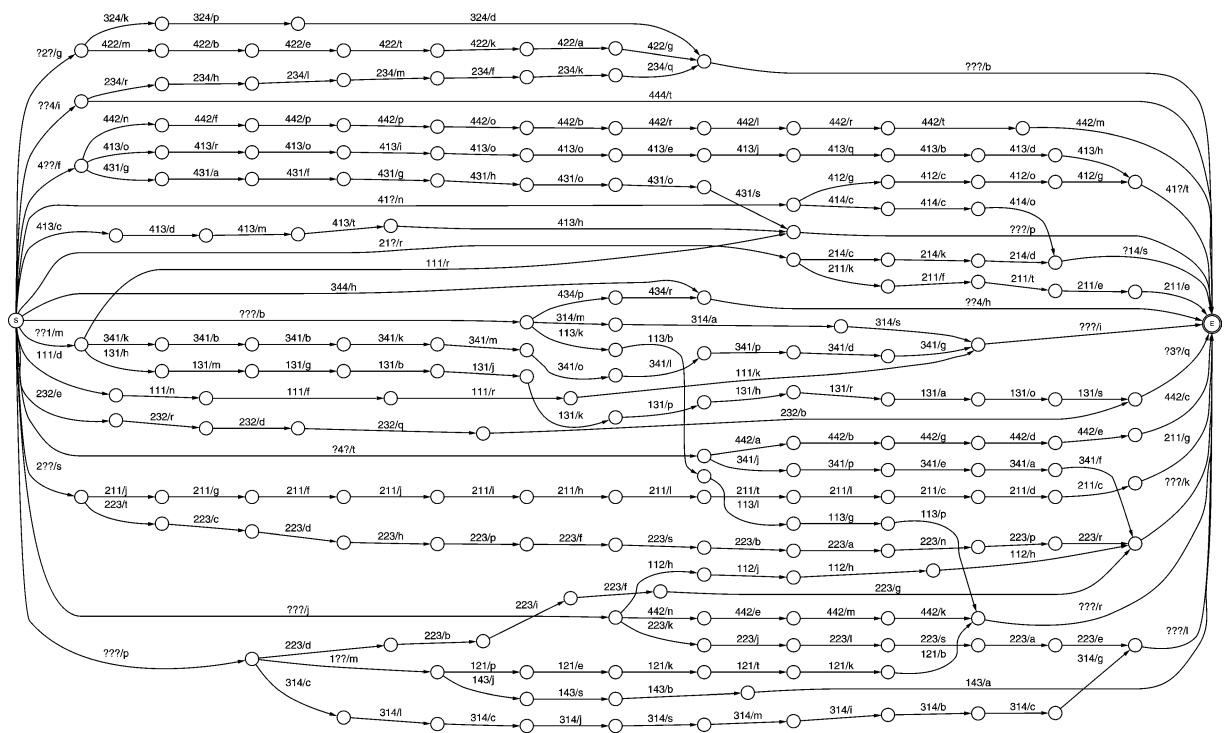 324/k 324/p 324/d
?2?/g 422/m 422/b 422/e 422/t 422/k 422/a 422/g
???/b
234/r 234/h 234/l 234/m 234/f 234/k 234/q
??4/i 444/t
442/n 442/f 442/p 442/p 442/o 442/b 442/r 442/l 442/r 442/t 442/m
413/o 413/r 413/o 413/i 413/o 413/o 413/e 413/j 413/q 413/b 413/d 413/h
4??/f 431/g 431/a 431/f 431/g 431/h 431/o 431/o 431/s
412/g 412/c 412/o 412/g 41?/t
41?/n 414/c 414/c 414/o
413/c 413/d 413/m 413/t 413/h ???/p
21?/r 214/c 214/k 214/d ?14/s
111/r 211/k 211/f 211/t 211/e 211/e
344/h 434/p 434/r ??4/h
S ???/b 314/m 314/a 314/s ???/i E
113/k 113/b
??1/m 341/k 341/b 341/b 341/k 341/m 341/o 341/l 341/p 341/d 341/g
111/d 131/h 131/m 131/g 131/b 131/j 131/k 131/p 131/h 131/r 131/a 131/o 131/s ?3?/q
111/n 111/f 111/r 111/k
232/e 232/r 232/d 232/q 232/b
442/a 442/b 442/g 442/d 442/e 442/c
?4?/t 341/j 341/p 341/e 341/a 341/f
2??/s 211/j 211/g 211/f 211/j 211/i 211/h 211/l 211/t 211/l 211/c 211/d 211/c 211/g
113/l 113/g 113/p
223/t 223/c 223/d 223/h 223/p 223/f 223/s 223/b 223/a 223/n 223/p 223/r ???/k
112/h 112/j 112/h 112/h
223/d 223/b 223/i 223/f 223/g
???/j 442/n 442/e 442/m 442/k ???/r
223/k 223/j 223/l 223/s 223/a 223/e ???/l
???/p 1??/m 121/p 121/e 121/k 121/t 121/k 121/b
143/j 143/s 143/b 143/a
314/c 314/l 314/c 314/j 314/s 314/m 314/i 314/b 314/c 314/g